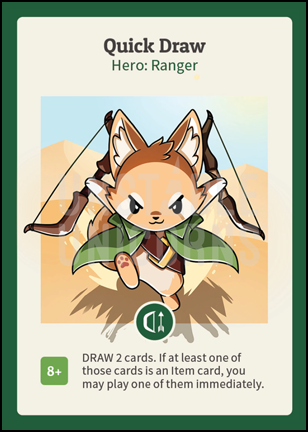 Quick Draw
Hero: Ranger
8+
DRAW 2 cards. If at least one of
those cards is an Item card, you
may play one of them immediately.